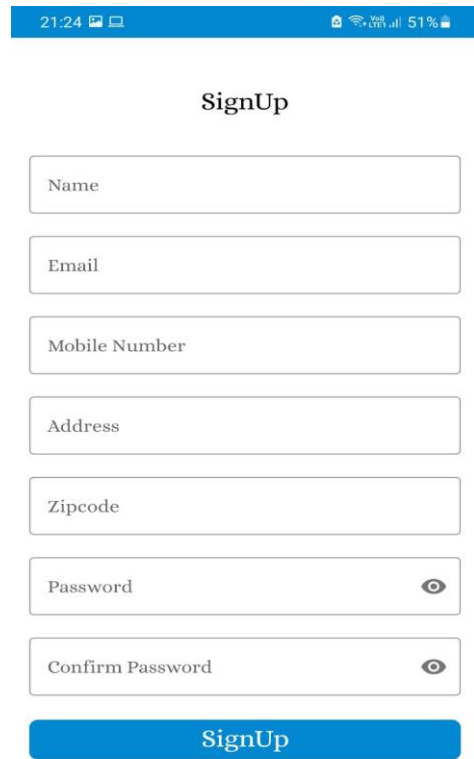 21:24 51%
SignUp
Name
Email
Mobile Number
Address
Zipcode
Password
Confirm Password
SignUp